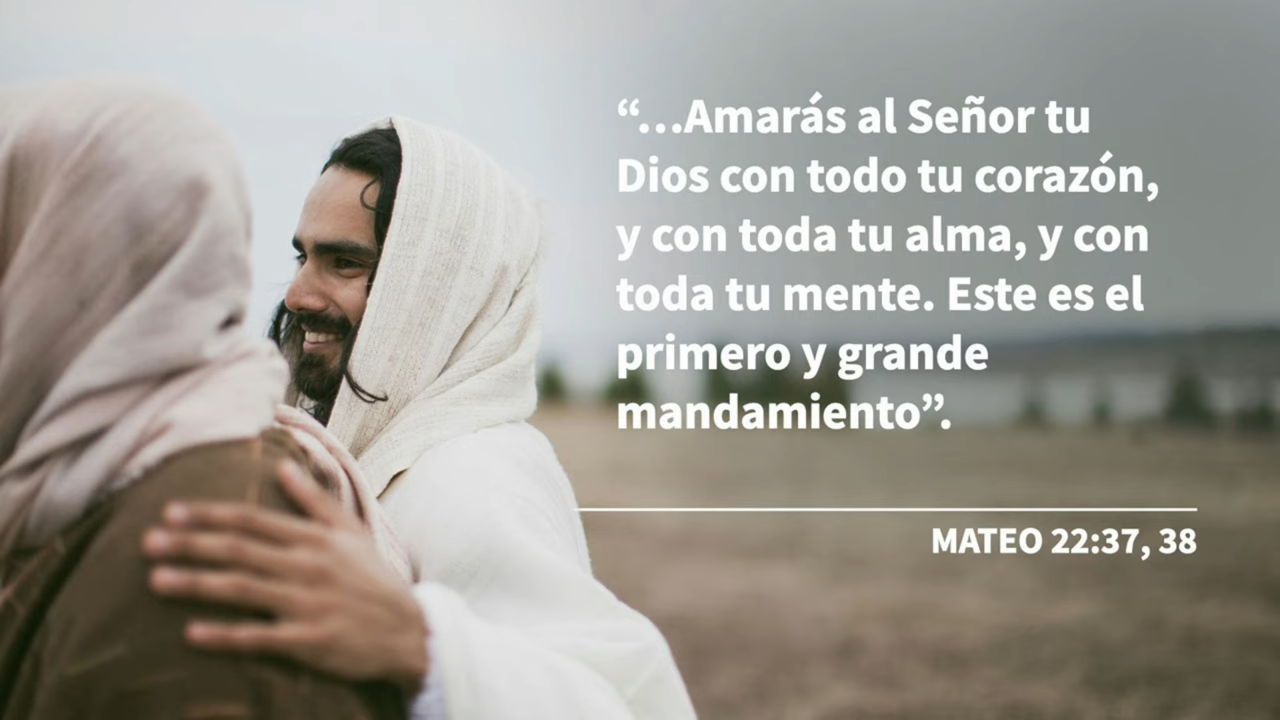 “...Amarás al Señor tu
Dios con todo tu corazón,
y con toda tu alma, y con
toda tu mente. Este es el
primero y grande
mandamiento”.
MATEO 22:37, 38